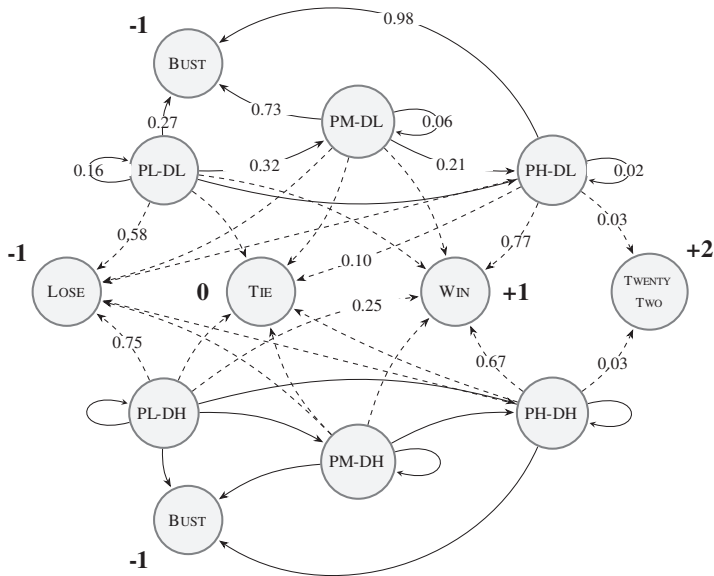 -1
0.98
BUST
0.73
PM-DL
0.06
0.27
0.16
PL-DL
0.32
0.21
PH-DL
0.02
0.58
0.77
0.03
-1
+2
LOSE
0
TIE
0.10
0.25
WIN
+1
TWENTY
TWO
0.75
0.67
0.03
PL-DH
PM-DH
PH-DH
BUST
-1